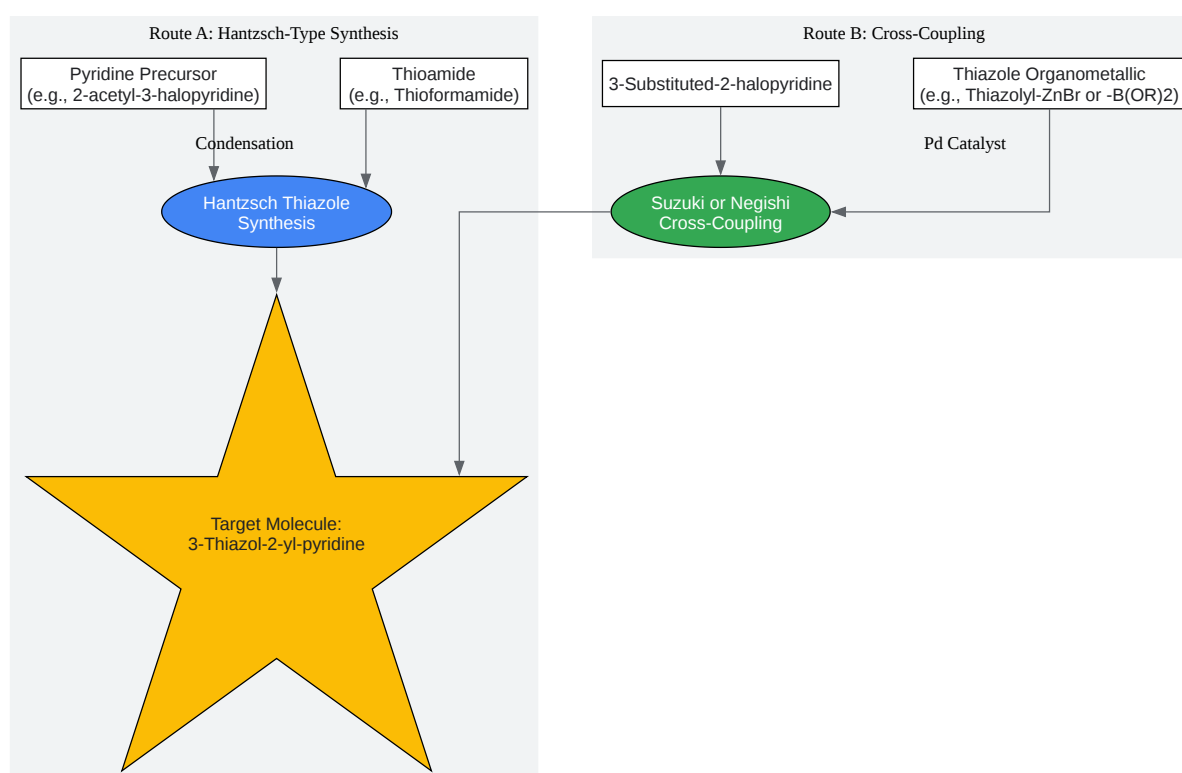 Route A: Hantzsch-Type Synthesis
Pyridine Precursor
(e.g., 2-acetyl-3-halopyridine)
Thioamide
(e.g., Thioformamide)
Condensation
Hantzsch Thiazole
Synthesis
Route B: Cross-Coupling
3-Substituted-2-halopyridine
Thiazole Organometallic
(e.g., Thiazolyl-ZnBr or -B(OR)2)
Pd Catalyst
Suzuki or Negishi
Cross-Coupling
Target Molecule:
3-Thiazol-2-yl-pyridine